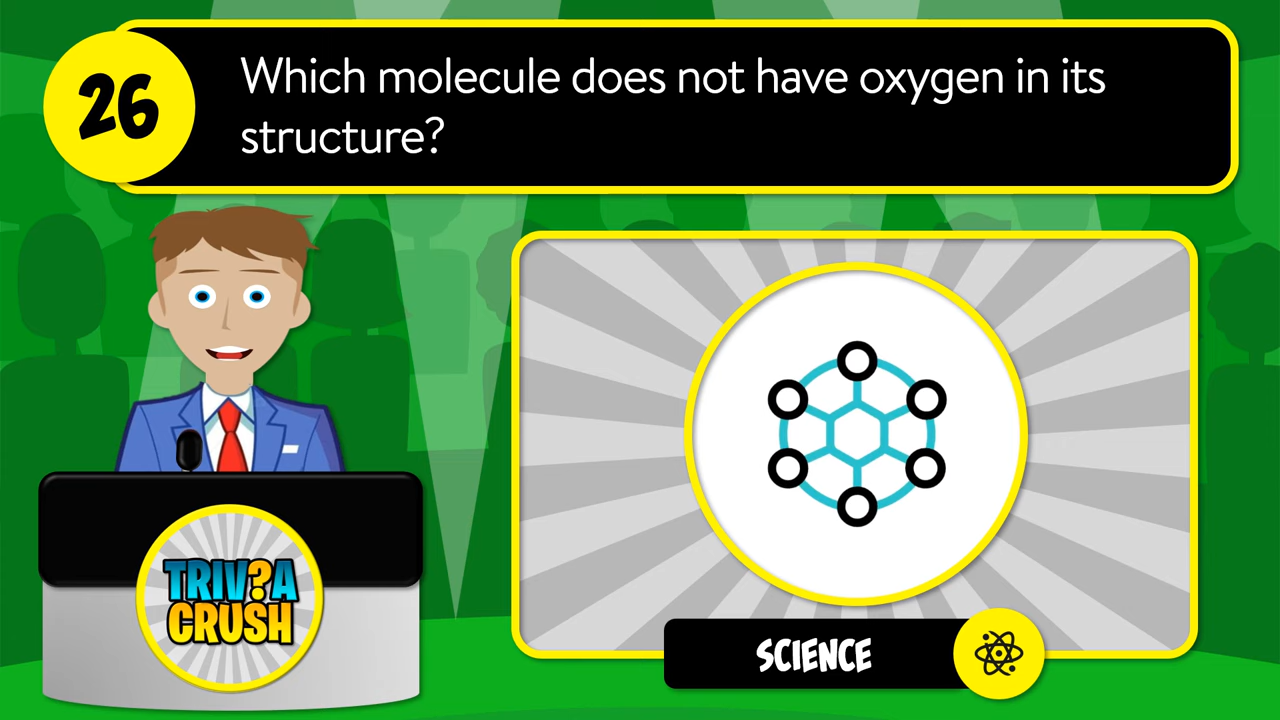 26
Which molecule does not have oxygen in its
structure?
TRIV?A
CRUSH
SCIENCE